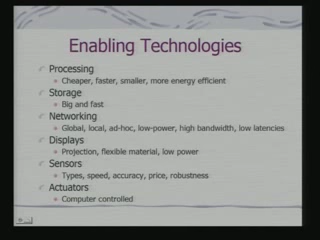 Enabling Technologies
Processing
Cheaper, faster, smaller, more energy efficient
Storage
Big and fast
Networking
Global, local, ad-hoc, low-power, high bandwidth, low latencies
Displays
Projection, flexible material, low power
Sensors
Types, speed, accuracy, price, robustness
Actuators
Computer controlled